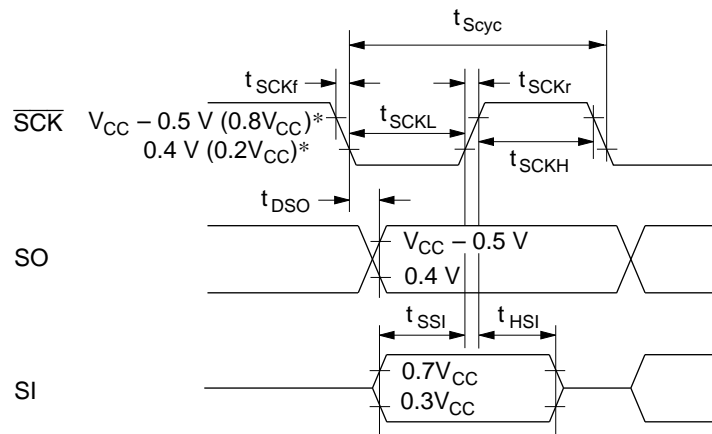 tScyc
tSCKf
tSCKr
SCK
VCC – 0.5 V (0.8VCC)*
tSCKL
0.4 V (0.2VCC)*
tSCKH
tDSO
SO
VCC – 0.5 V
0.4 V
tSSI
tHSI
SI
0.7VCC
0.3VCC